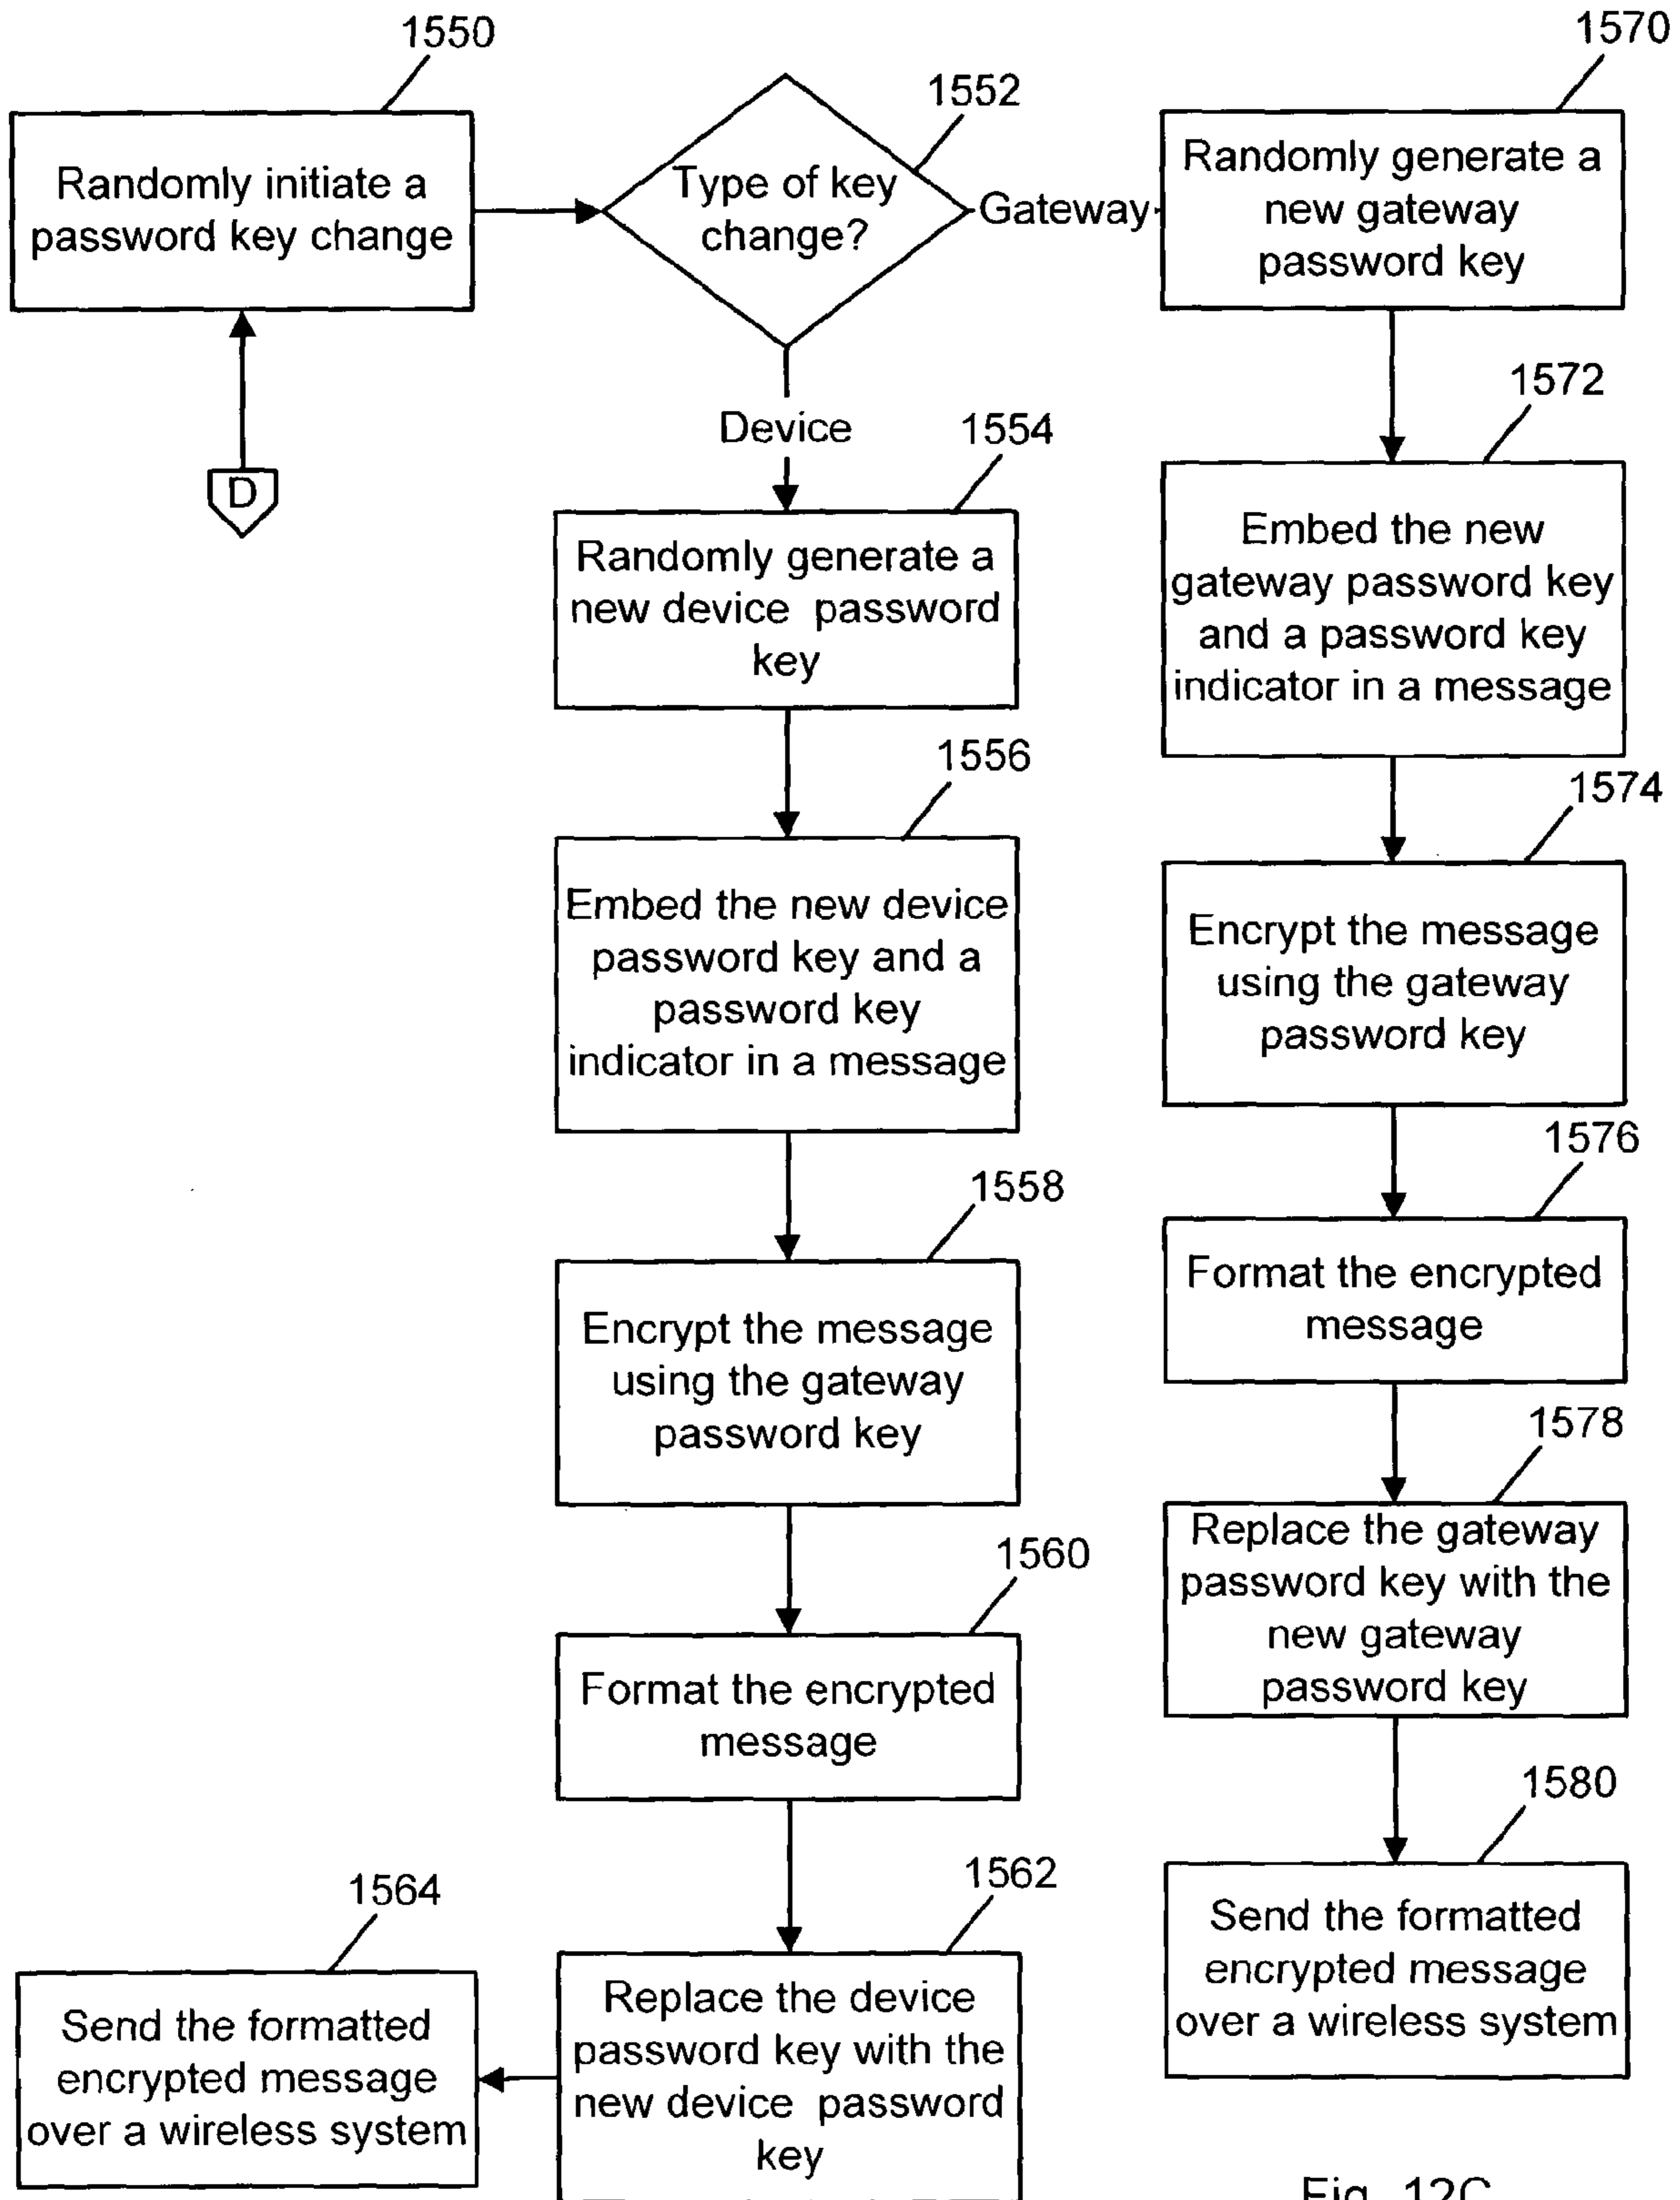 1550
Randomly initiate a
password key change
D
1552
Type of key
change?
Gateway
Device
1554
Randomly generate a
new device password
key
1556
Embed the new device
password key and a
password key
indicator in a message
1558
Encrypt the message
using the gateway
password key
1560
Format the encrypted
message
1562
Replace the device
password key with the
new device password
key
1564
Send the formatted
encrypted message
over a wireless system
1570
Randomly generate a
new gateway
password key
1572
Embed the new
gateway password key
and a password key
indicator in a message
1574
Encrypt the message
using the gateway
password key
1576
Format the encrypted
message
1578
Replace the gateway
password key with the
new gateway
password key
1580
Send the formatted
encrypted message
over a wireless system
Fig. 12C